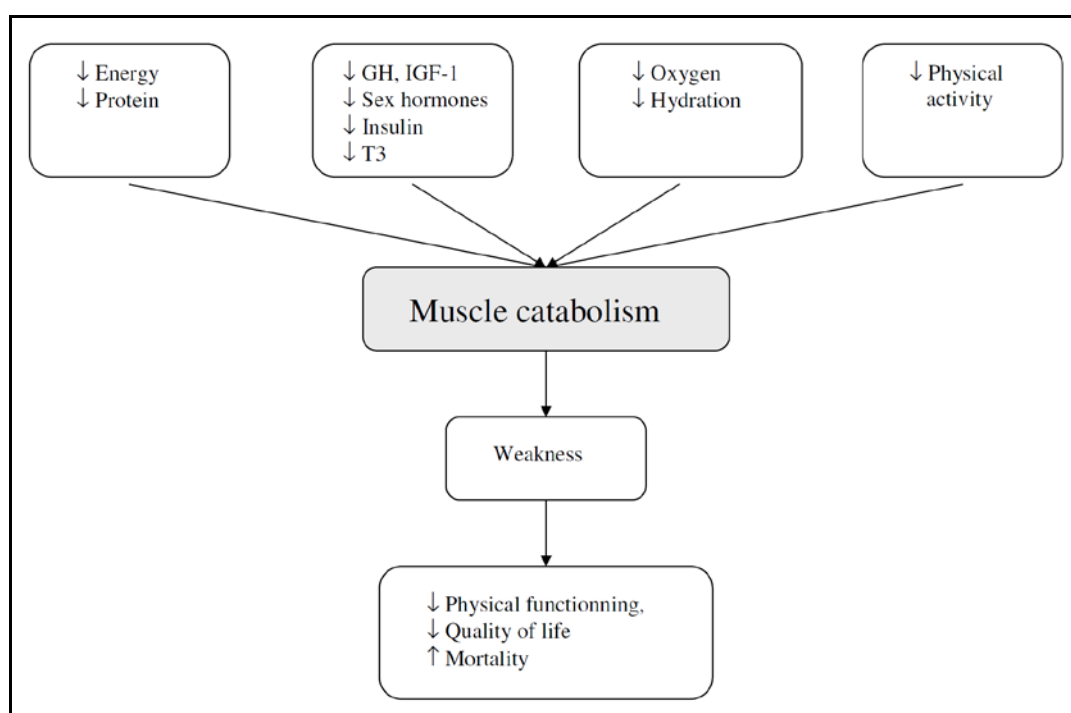 ↓ Energy
↓ Protein
↓ GH, IGF-1
↓ Sex hormones
↓ Insulin
↓ T3
↓ Oxygen
↓ Hydration
↓ Physical
activity
Muscle catabolism
Weakness
↓ Physical functionning,
↓ Quality of life
↑ Mortality